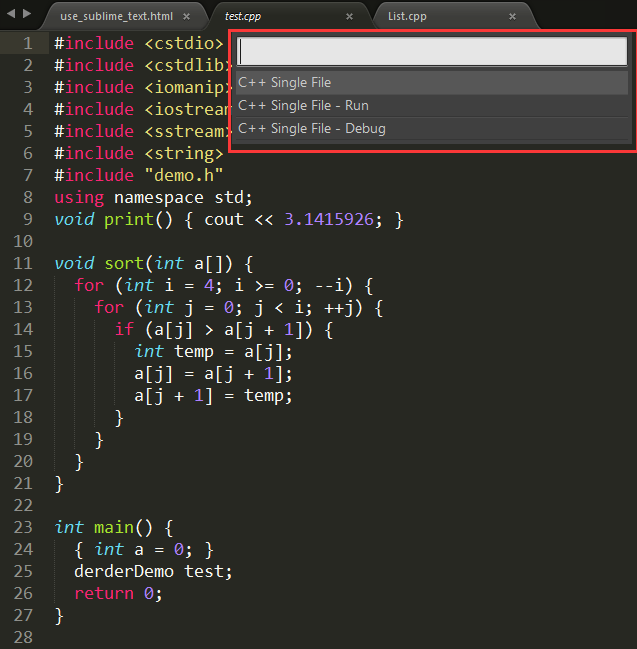 use_sublime_text.html × test.cpp × List.cpp ×
C++ Single File
C++ Single File - Run
C++ Single File - Debug
1 #include <cstdio>
2 #include <cstdlib>
3 #include <iomanip>
4 #include <iostream
5 #include <sstream>
6 #include <string>
7 #include "demo.h"
8 using namespace std;
9 void print() { cout << 3.1415926; }
10
11 void sort(int a[]) {
12 for (int i = 4; i >= 0; --i) {
13 for (int j = 0; j < i; ++j) {
14 if (a[j] > a[j + 1]) {
15 int temp = a[j];
16 a[j] = a[j + 1];
17 a[j + 1] = temp;
18 }
19 }
20 }
21 }
22
23 int main() {
24 { int a = 0; }
25 derderDemo test;
26 return 0;
27 }
28